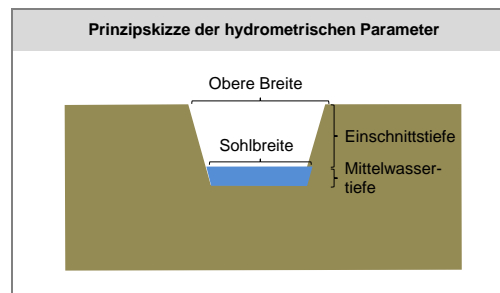 Prinzipskizze der hydrometrischen Parameter
Obere Breite
Sohlbreite
Einschnittstiefe
Mittelwasser-
tiefe